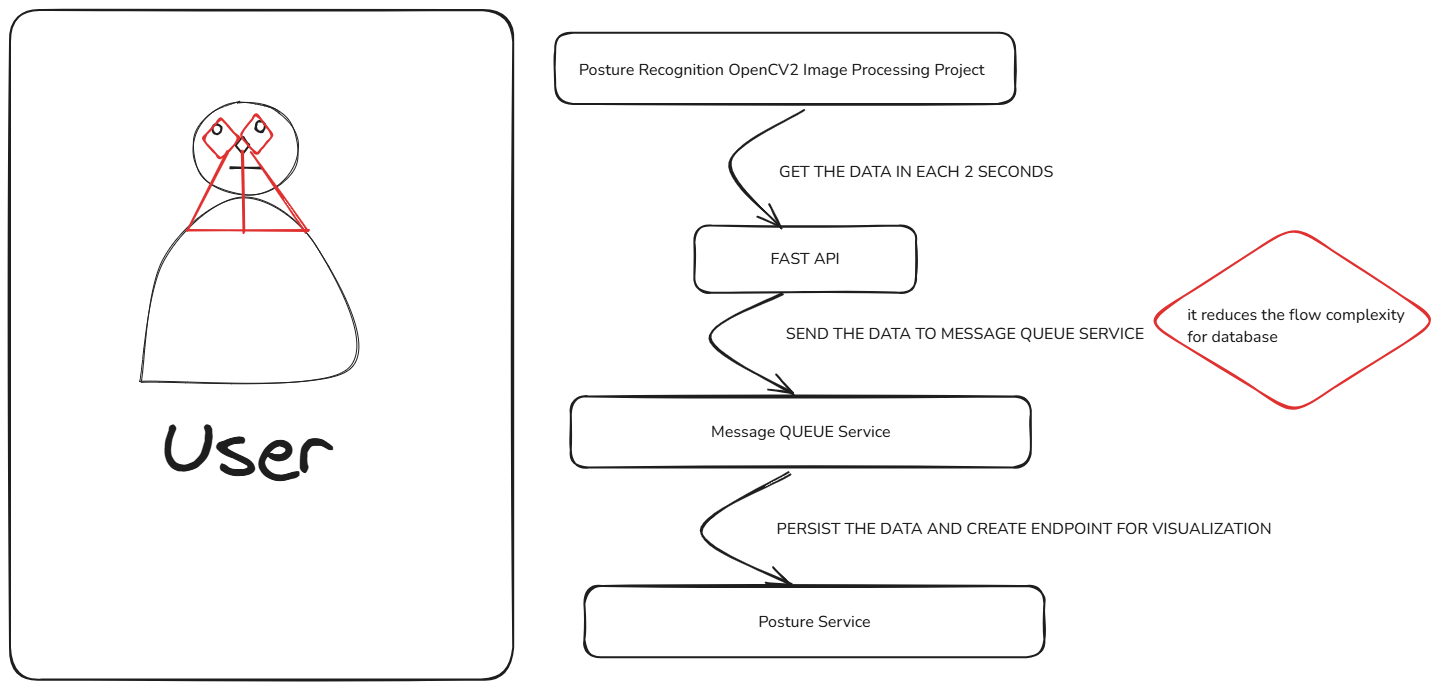 User
Posture Recognition OpenCV2 Image Processing Project
GET THE DATA IN EACH 2 SECONDS
FAST API
SEND THE DATA TO MESSAGE QUEUE SERVICE
it reduces the flow complexity
for database
Message QUEUE Service
PERSIST THE DATA AND CREATE ENDPOINT FOR VISUALIZATION
Posture Service